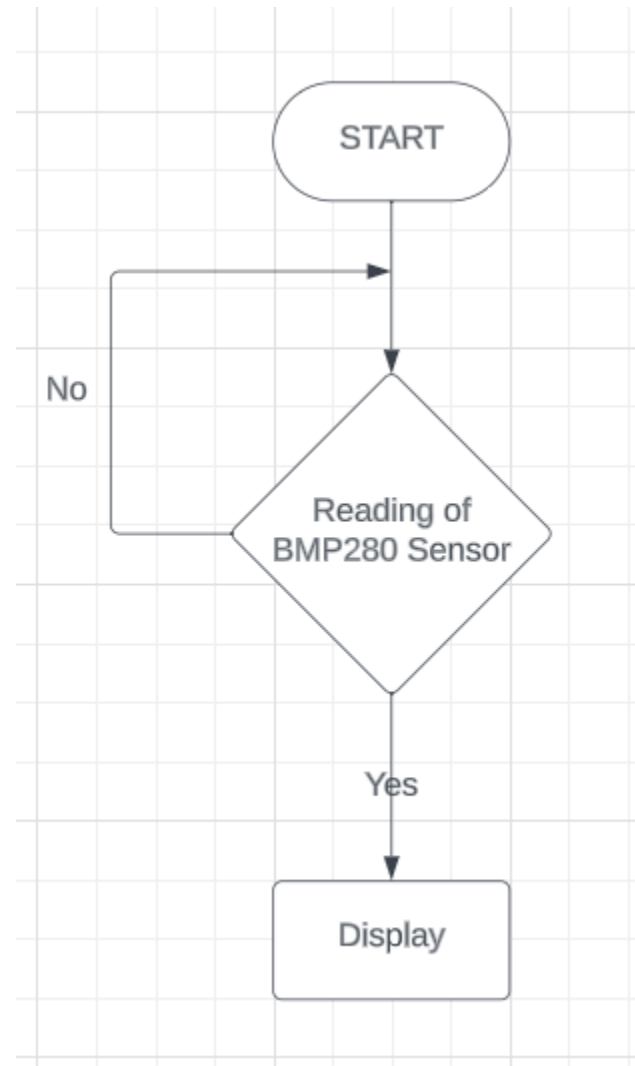 START
No
Reading of
BMP280 Sensor
Yes
Display